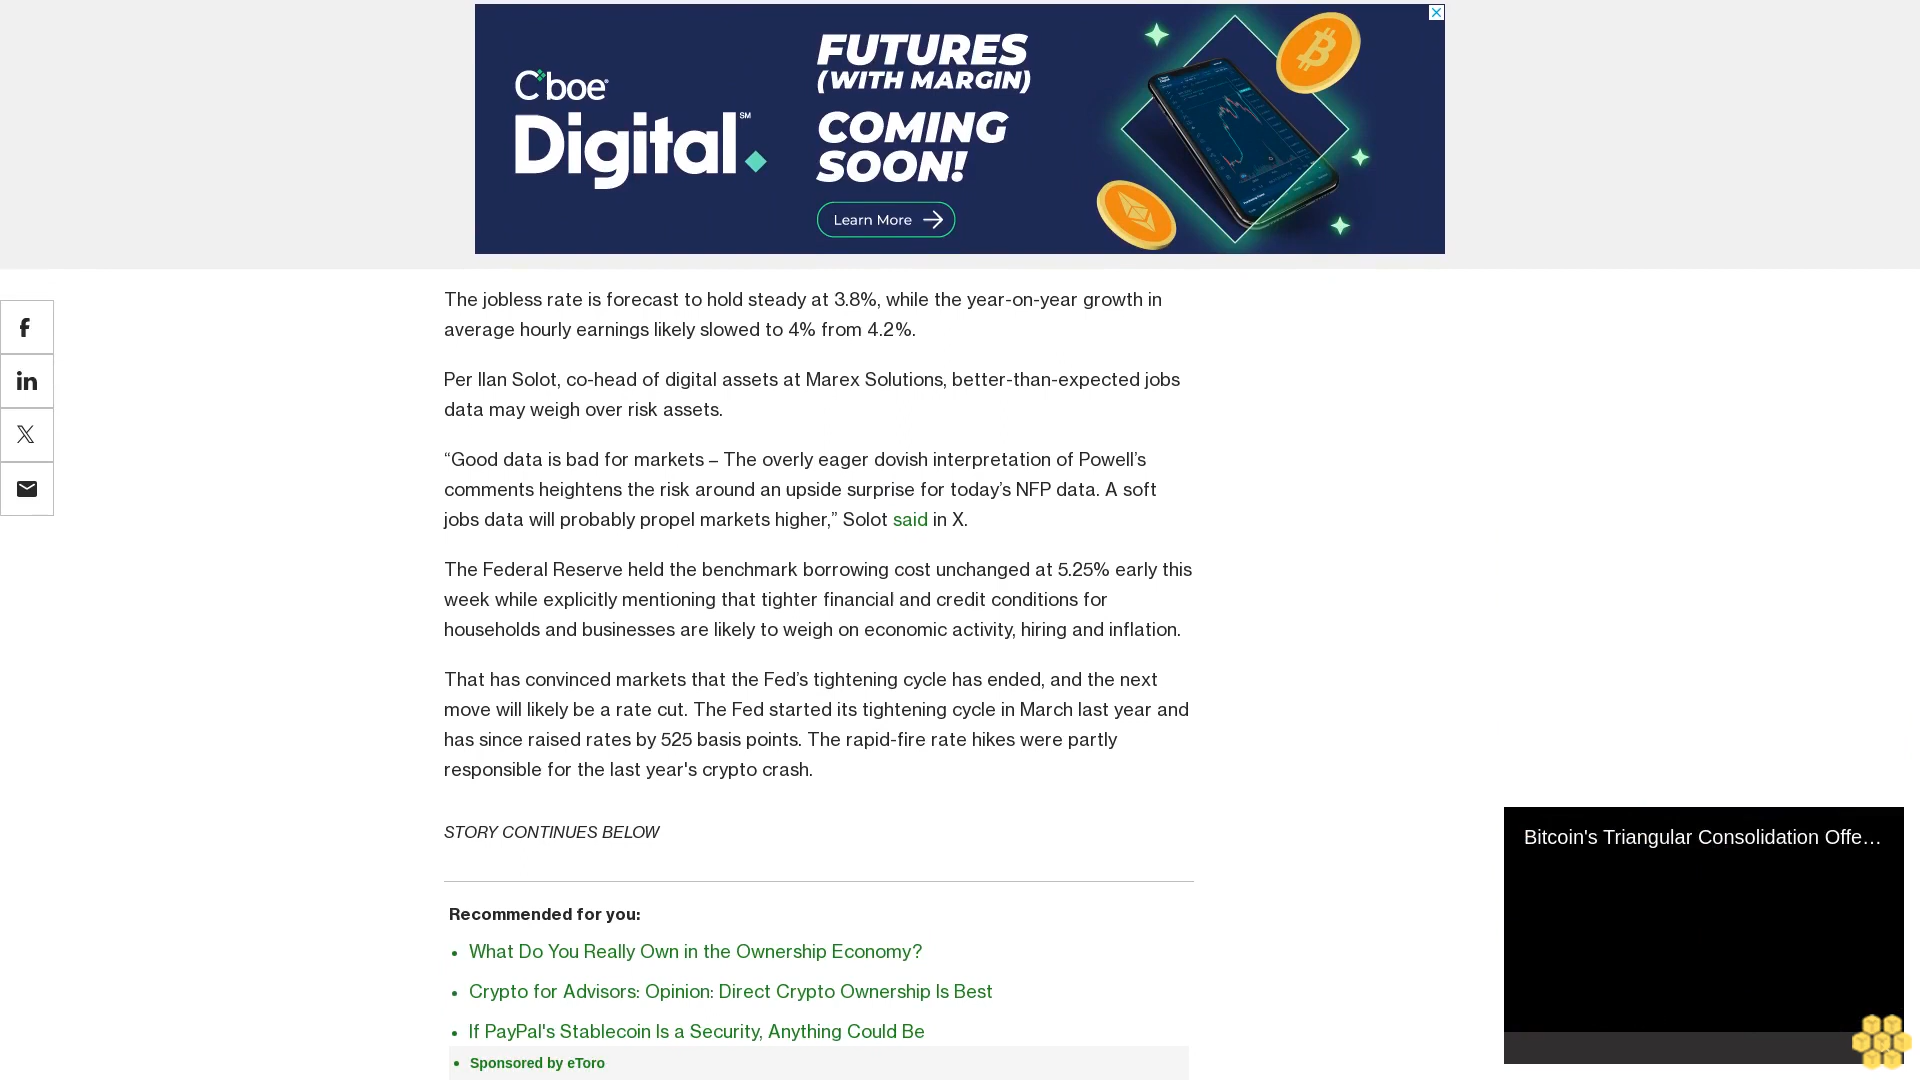 Cboe®
Digital℠
FUTURES
(WITH MARGIN)
COMING
SOON!
Learn More
The jobless rate is forecast to hold steady at 3.8%, while the year-on-year growth in
average hourly earnings likely slowed to 4% from 4.2%.
Per Ilan Solot, co-head of digital assets at Marex Solutions, better-than-expected jobs
data may weigh over risk assets.
“Good data is bad for markets – The overly eager dovish interpretation of Powell’s
comments heightens the risk around an upside surprise for today’s NFP data. A soft
jobs data will probably propel markets higher,” Solot said in X.
The Federal Reserve held the benchmark borrowing cost unchanged at 5.25% early this
week while explicitly mentioning that tighter financial and credit conditions for
households and businesses are likely to weigh on economic activity, hiring and inflation.
That has convinced markets that the Fed’s tightening cycle has ended, and the next
move will likely be a rate cut. The Fed started its tightening cycle in March last year and
has since raised rates by 525 basis points. The rapid-fire rate hikes were partly
responsible for the last year's crypto crash.
STORY CONTINUES BELOW
Recommended for you:
• What Do You Really Own in the Ownership Economy?
• Crypto for Advisors: Opinion: Direct Crypto Ownership Is Best
• If PayPal's Stablecoin Is a Security, Anything Could Be
• Sponsored by eToro
Bitcoin's Triangular Consolidation Offe…